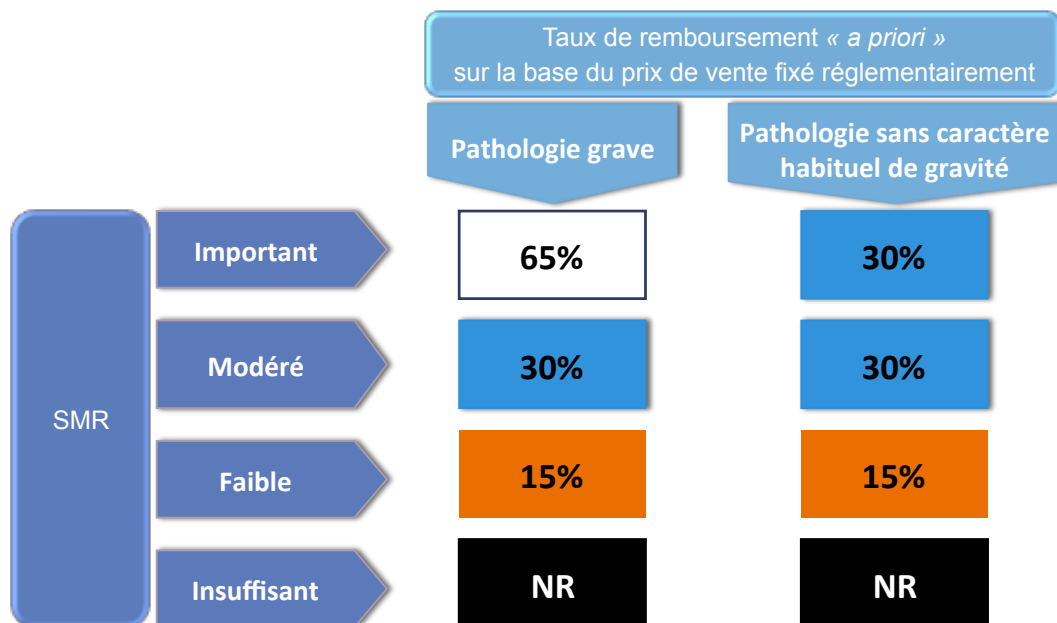 Taux de remboursement « a priori »
sur la base du prix de vente fixé réglementairement
Pathologie grave
Pathologie sans caractère
habituel de gravité
SMR
Important
65%
30%
Modéré
30%
30%
Faible
15%
15%
Insuffisant
NR
NR